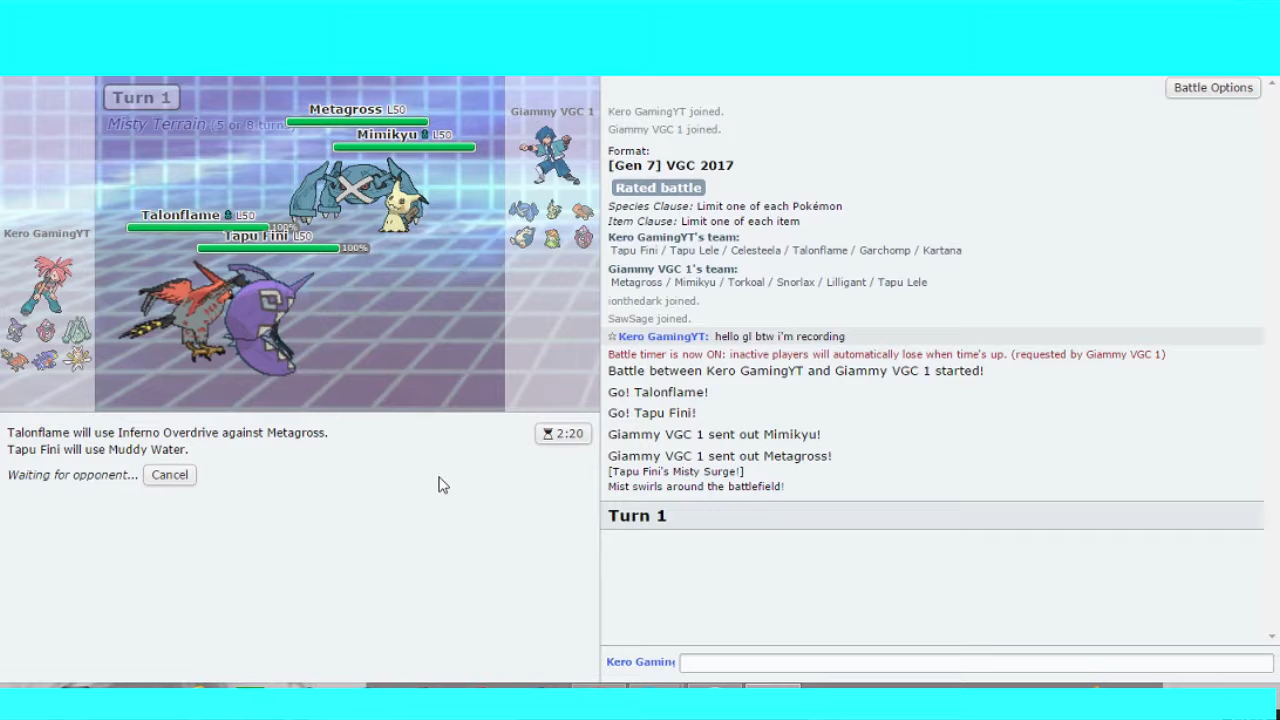 Turn 1
Misty Terrain (5 or 8 turns)
Metagross L50
Mimikyu L50
Talonflame L50
100%
Tapu Fini L50
100%
Kero GamingYT
Giammy VGC 1
Talonflame will use Inferno Overdrive against Metagross.
Tapu Fini will use Muddy Water.
Waiting for opponent... Cancel
2:20
Battle Options
Kero GamingYT joined.
Giammy VGC 1 joined.
Format:
[Gen 7] VGC 2017
Rated battle
Species Clause: Limit one of each Pokémon
Item Clause: Limit one of each item
Kero GamingYT's team:
Tapu Fini / Tapu Lele / Celesteela / Talonflame / Garchomp / Kartana
Giammy VGC 1's team:
Metagross / Mimikyu / Torkoal / Snorlax / Lilligant / Tapu Lele
ionthedark joined.
SawSage joined.
☆Kero GamingYT: hello gl btw i'm recording
Battle timer is now ON: inactive players will automatically lose when time's up. (requested by Giammy VGC 1)
Battle between Kero GamingYT and Giammy VGC 1 started!
Go! Talonflame!
Go! Tapu Fini!
Giammy VGC 1 sent out Mimikyu!
Giammy VGC 1 sent out Metagross!
[Tapu Fini's Misty Surge!]
Mist swirls around the battlefield!
Turn 1
Kero Gaming